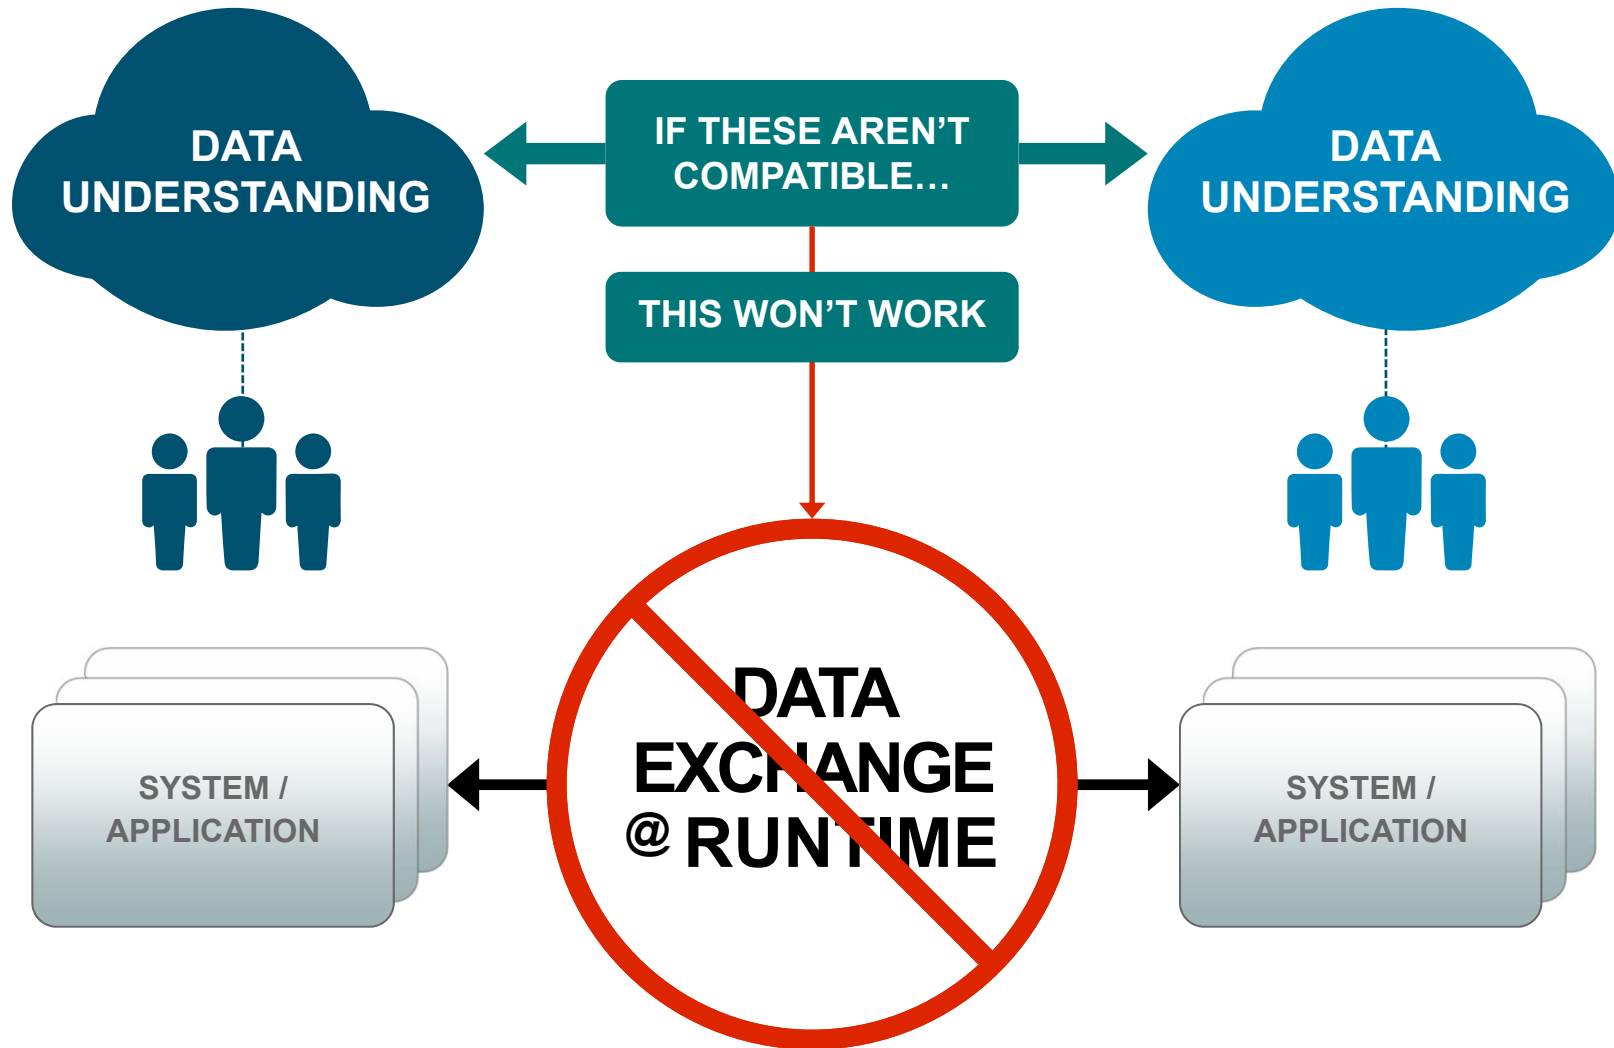 DATA
UNDERSTANDING
IF THESE AREN’T
COMPATIBLE…
DATA
UNDERSTANDING
THIS WON’T WORK
SYSTEM /
APPLICATION
DATA
EXCHANGE
@ RUNTIME
SYSTEM /
APPLICATION